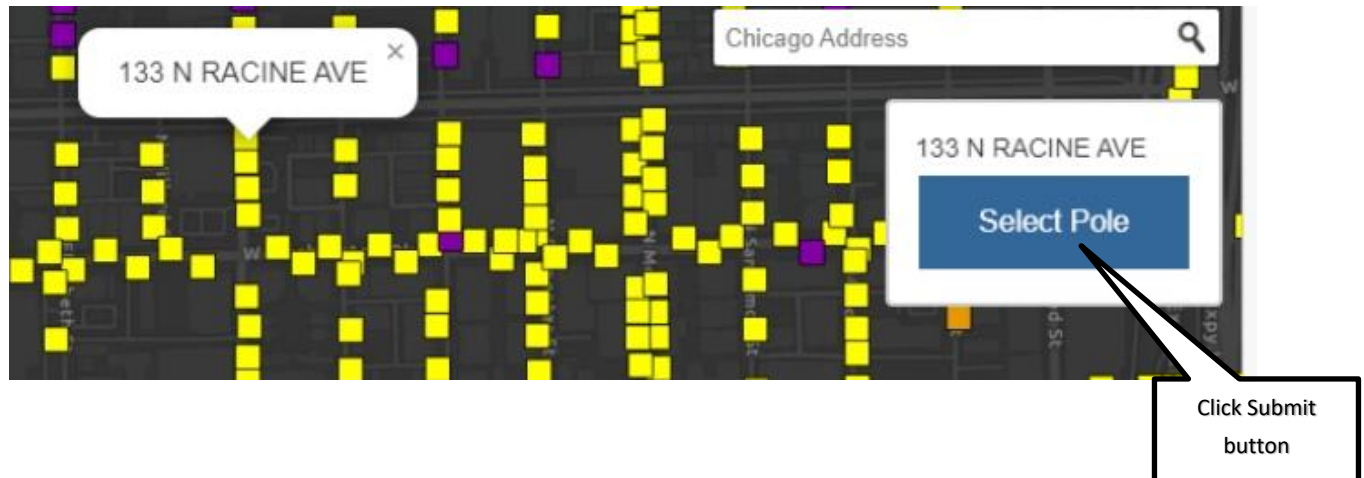 Chicago Address
133 N RACINE AVE
×
W
133 N RACINE AVE
Select Pole
W
Click Submit
button